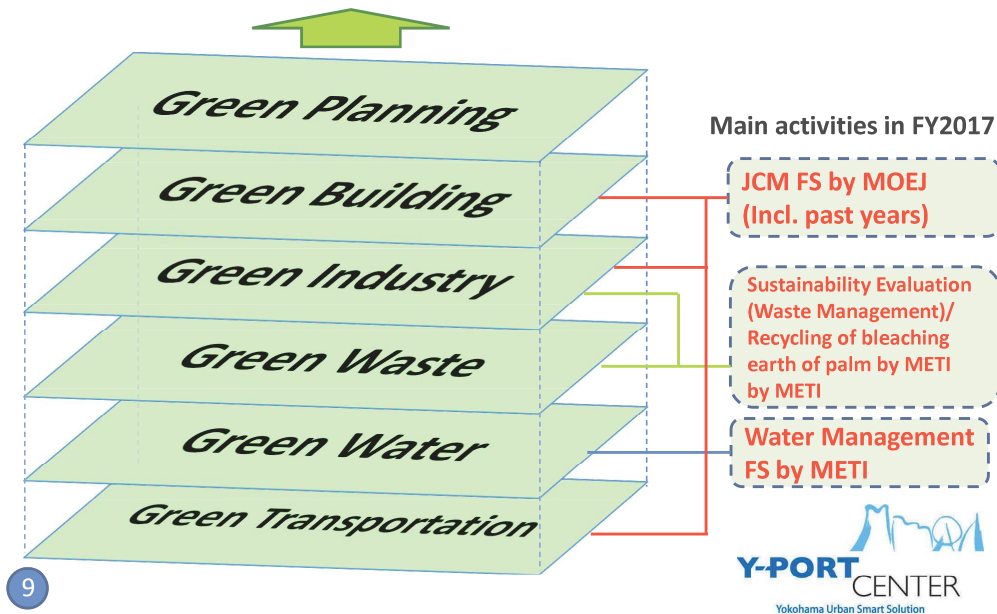 Green Planning
Green Building
Green Industry
Green Waste
Green Water
Green Transportation
Main activities in FY2017
JCM FS by MOEJ
(Incl. past years)
Sustainability Evaluation
(Waste Management)/
Recycling of bleaching
earth of palm by METI
by METI
Water Management
FS by METI
Y-PORT
CENTER
Yokohama Urban Smart Solution
9